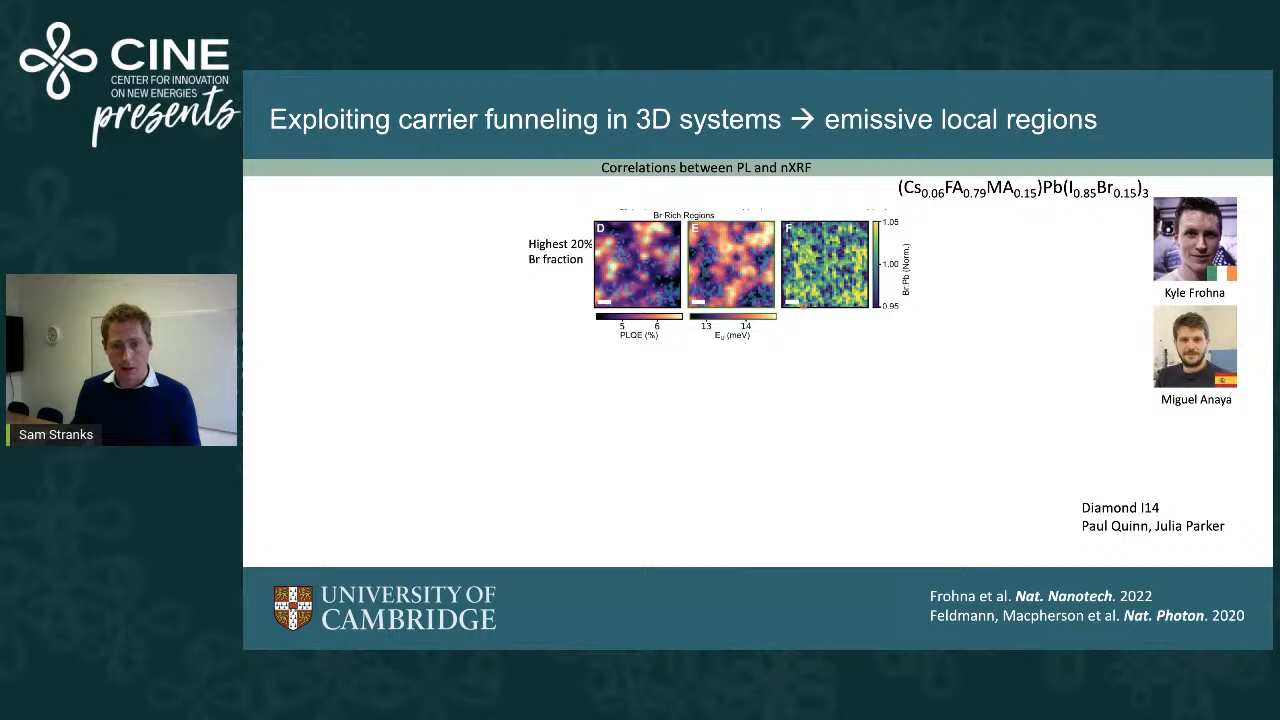 CINE
CENTER FOR INNOVATION
ON NEW ENERGIES
presents
Exploiting carrier funneling in 3D systems → emissive local regions
Correlations between PL and nXRF
(Cs0.06FA0.79MA0.15)Pb(I0.85Br0.15)3
Br Rich Regions
Highest 20%
Br fraction
D
E
F
1.05
1.00
0.95
Br:Pb (Norm.)
5 6
PLQE (%)
13 14
Eu (meV)
Kyle Frohna
Miguel Anaya
Sam Stranks
Diamond I14
Paul Quinn, Julia Parker
UNIVERSITY OF
CAMBRIDGE
Frohna et al. Nat. Nanotech. 2022
Feldmann, Macpherson et al. Nat. Photon. 2020